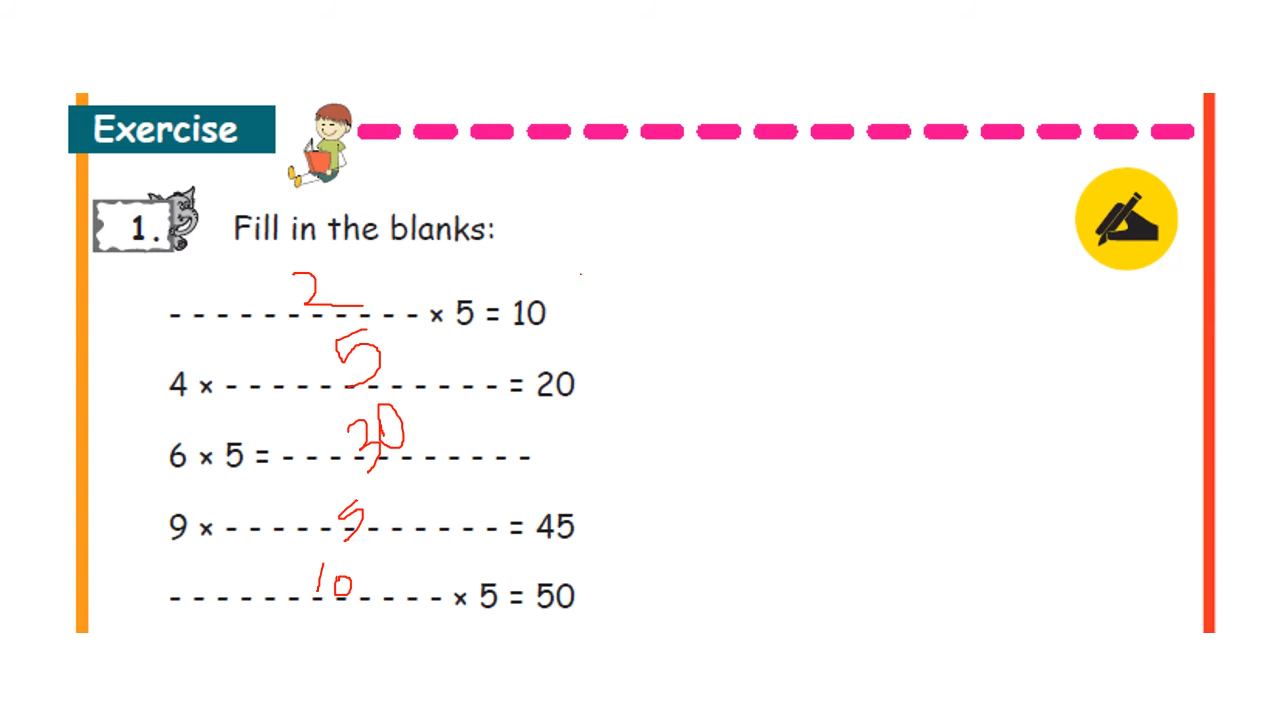 Exercise
1. Fill in the blanks:
2 × 5 = 10
4 × 5 = 20
6 × 5 = 30
9 × 5 = 45
10 × 5 = 50